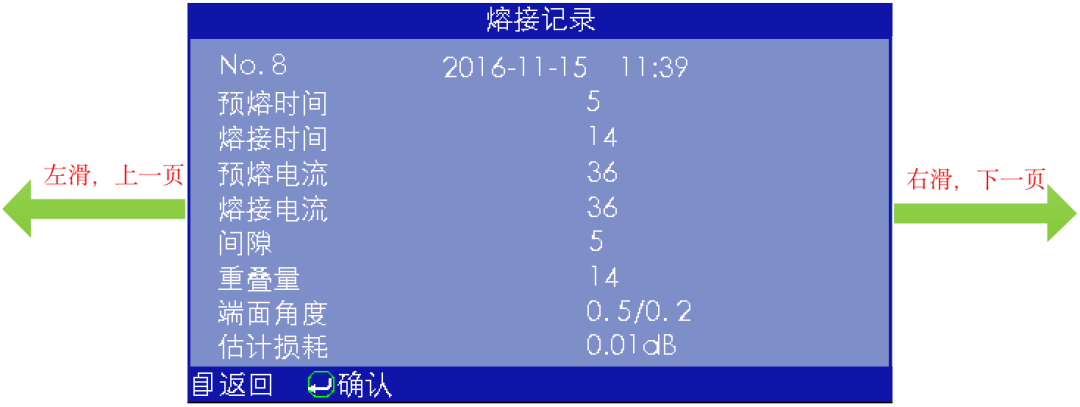 熔接记录
No. 8 2016-11-15 11:39
预熔时间 5
熔接时间 14
预熔电流 36
熔接电流 36
间隙 5
重叠量 14
端面角度 0. 5/0. 2
估计损耗 0.01dB
返回 确认
左滑，上一页
右滑，下一页